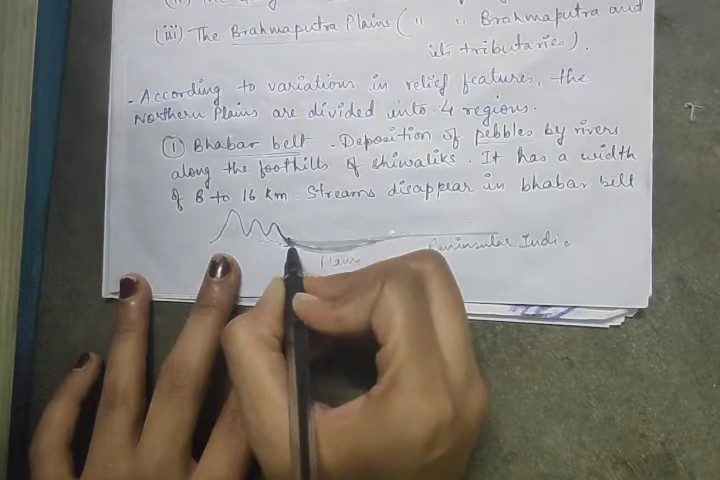 (ii) The
(iii) The Brahmaputra Plains ( " " Brahmaputra and
its tributaries).
- According to variations in relief features, the
Northern Plains are divided into 4 regions.
① Bhabar belt - Deposition of pebbles by rivers
along the foothills of Shiwaliks. It has a width
of 8 to 16 km. Streams disappear in bhabar belt
Peninsular India
Plain